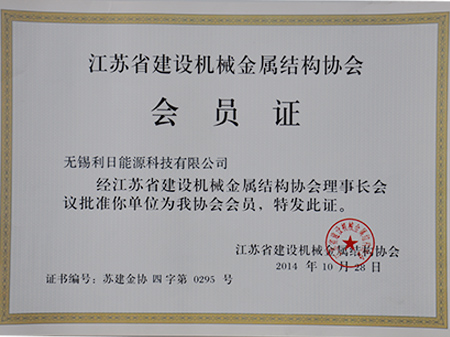 江苏省建设机械金属结构协会
会员证
无锡利日能源科技有限公司
经江苏省建设机械金属结构协会理事长会
议批准你单位为我协会会员，特发此证。
江苏省建设机械金属结构协会
2014 年 10 月 28 日
证书编号：苏建金协 四 字第 0295 号